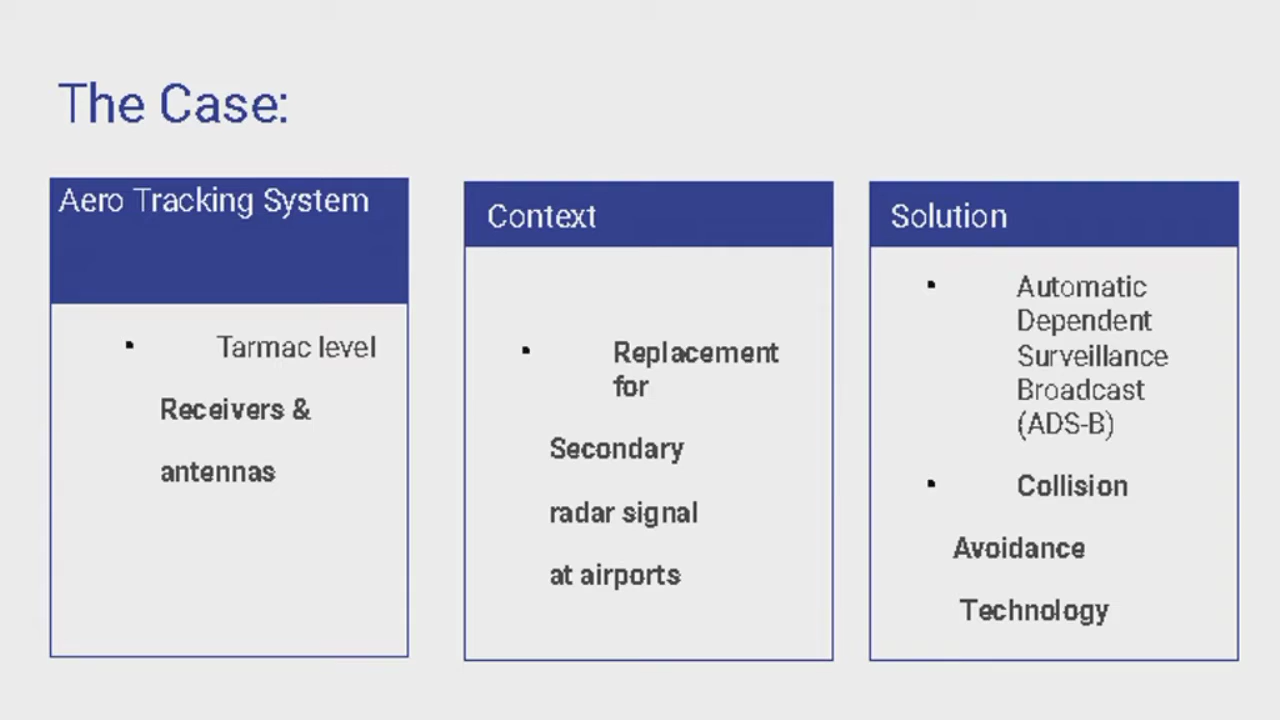 The Case:
Aero Tracking System
Tarmac level
Receivers &
antennas
Context
Replacement
for
Secondary
radar signal
at airports
Solution
Automatic
Dependent
Surveillance
Broadcast
(ADS-B)
Collision
Avoidance
Technology